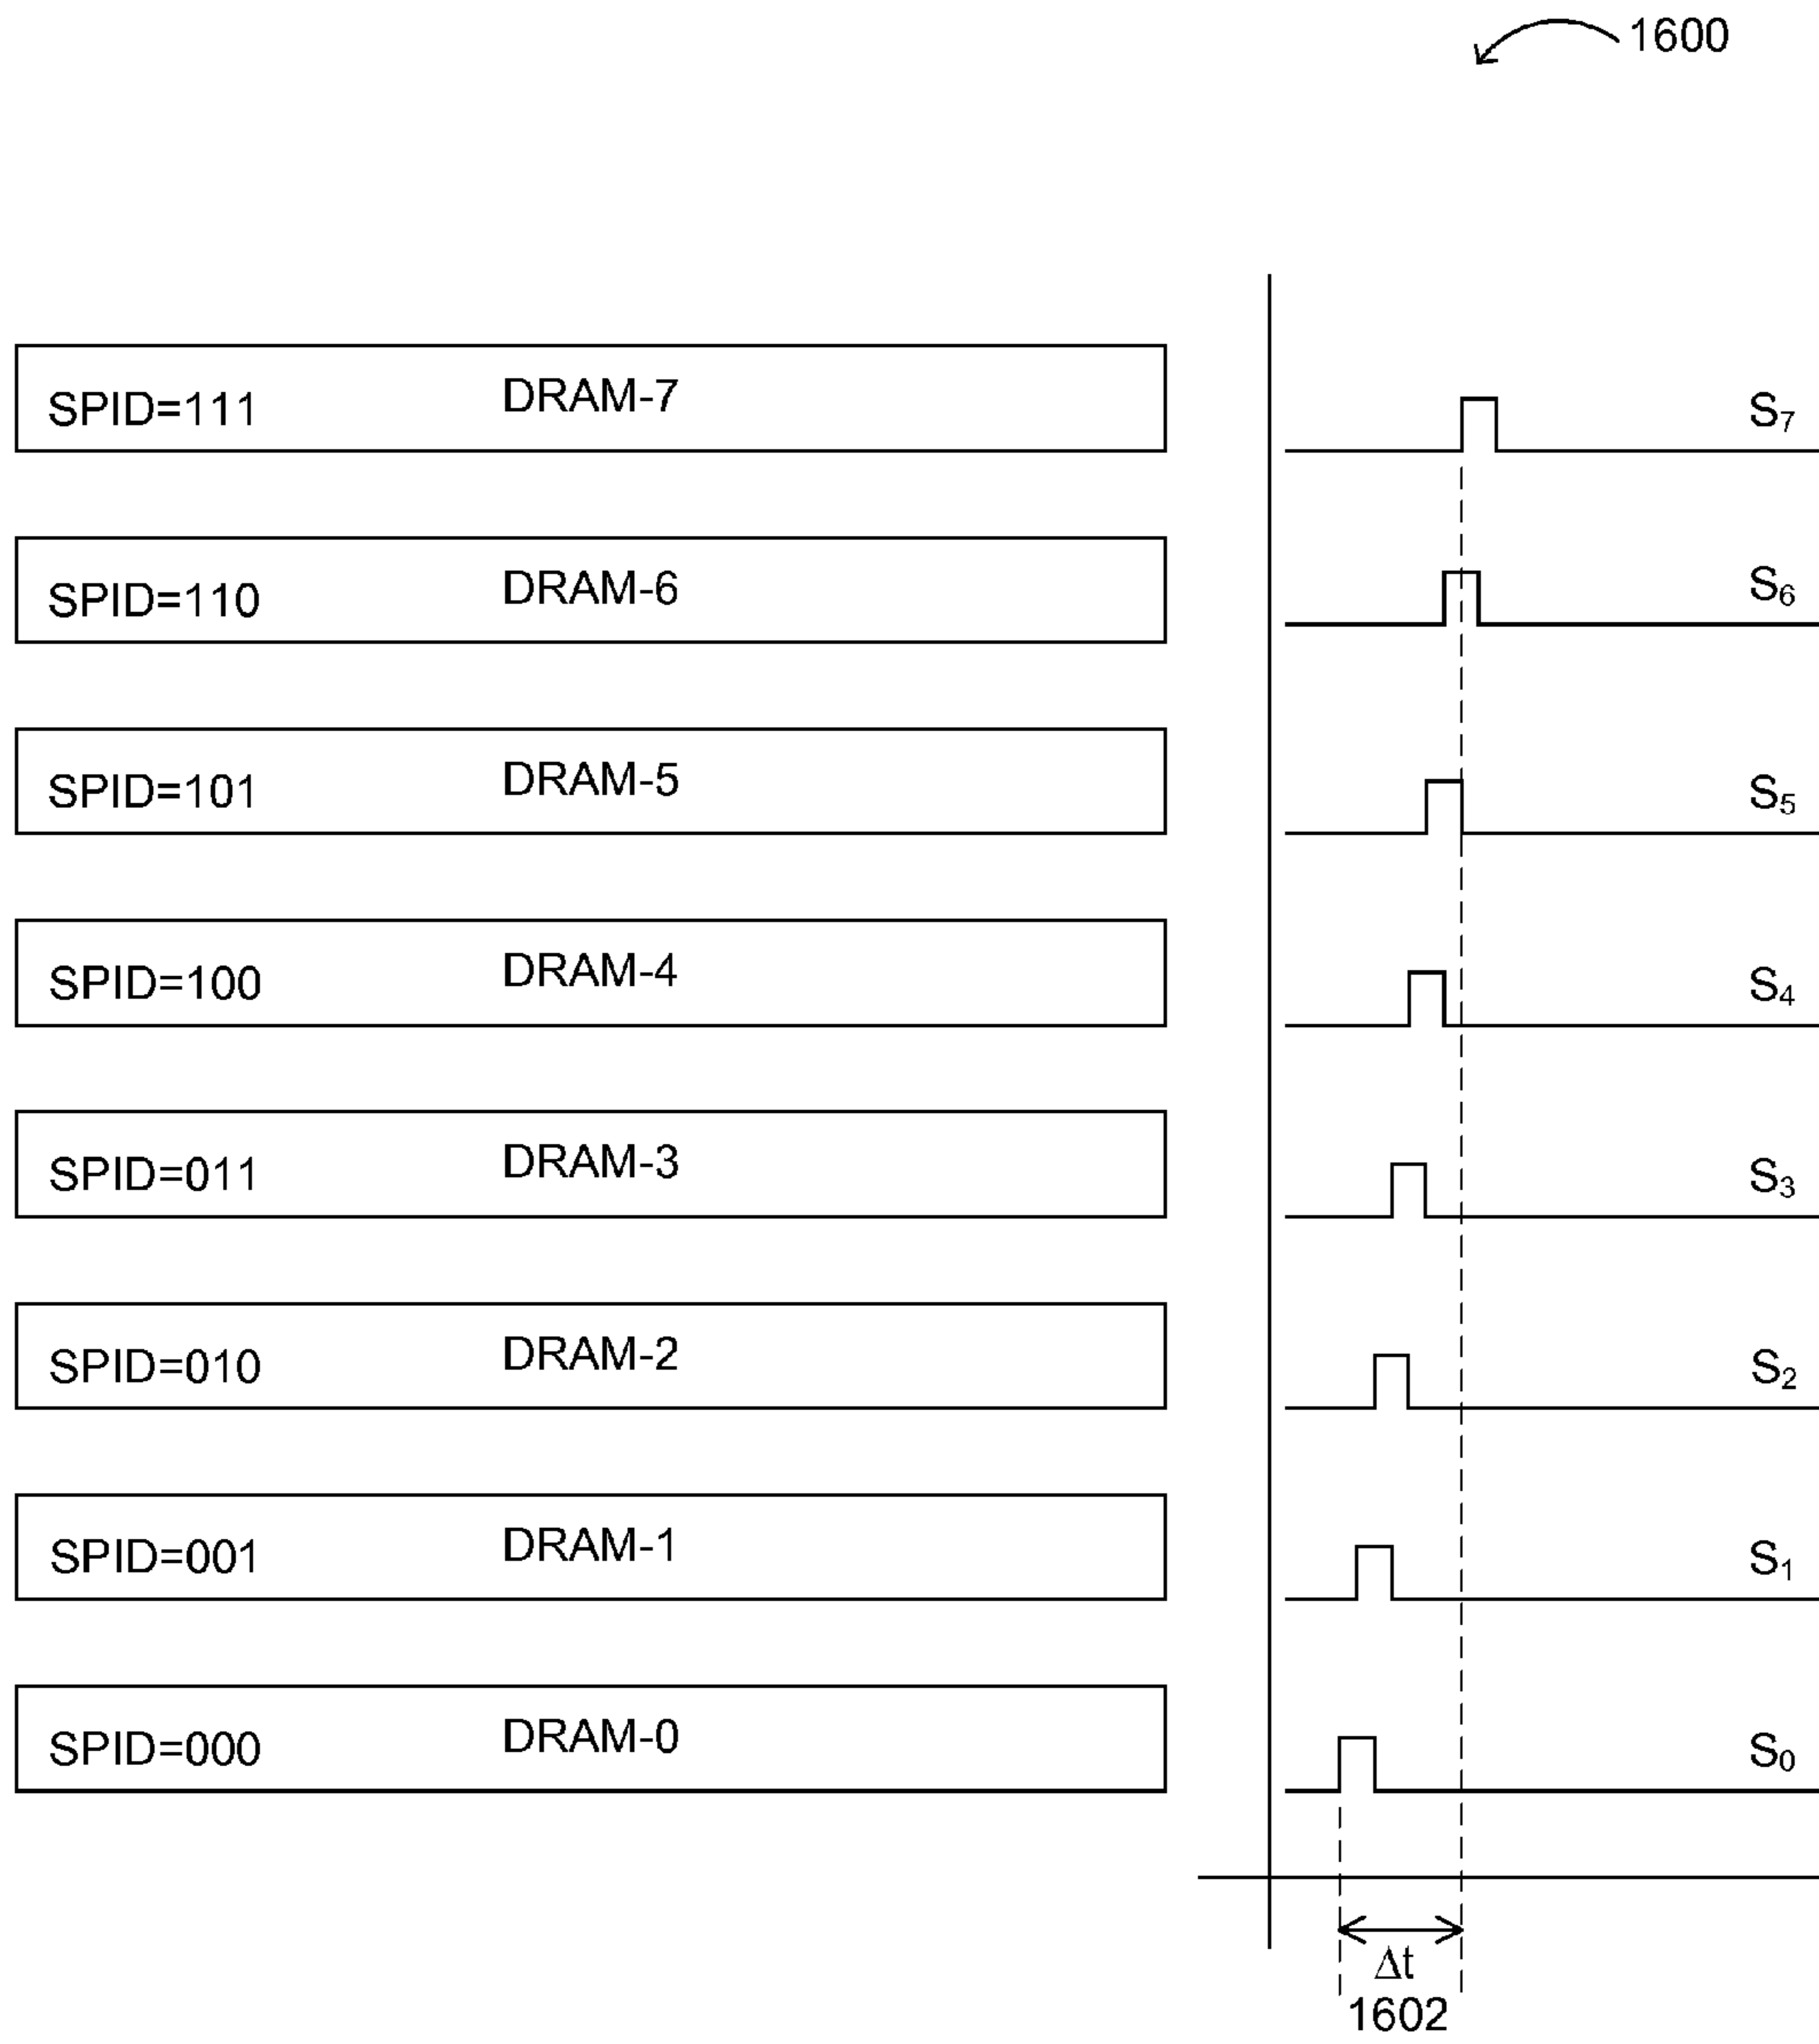 1600
SPID=111 DRAM-7 S7
SPID=110 DRAM-6 S6
SPID=101 DRAM-5 S5
SPID=100 DRAM-4 S4
SPID=011 DRAM-3 S3
SPID=010 DRAM-2 S2
SPID=001 DRAM-1 S1
SPID=000 DRAM-0 S0
Δt
1602